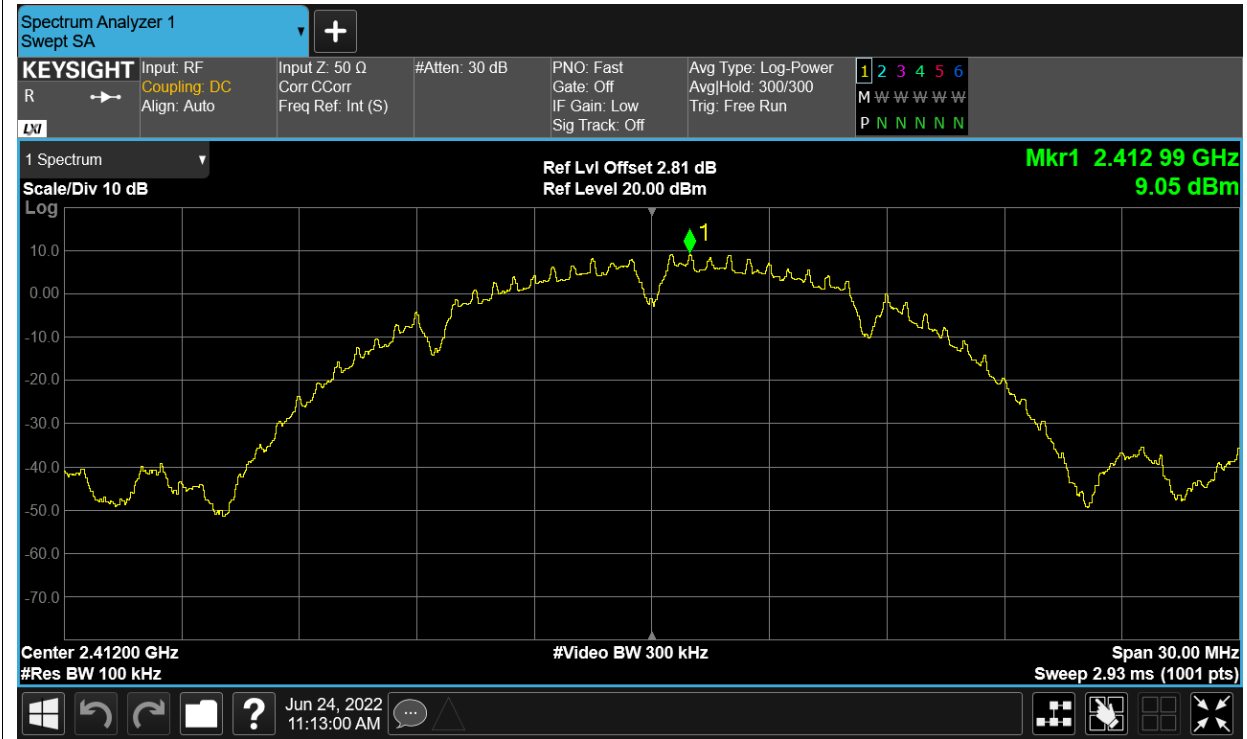 Spectrum Analyzer 1
Swept SA
KEYSIGHT
R
LXI
Input: RF
Coupling: DC
Align: Auto
Input Z: 50 Ω
Corr CCorr
Freq Ref: Int (S)
#Atten: 30 dB
PNO: Fast
Gate: Off
IF Gain: Low
Sig Track: Off
Avg Type: Log-Power
Avg|Hold: 300/300
Trig: Free Run
1 2 3 4 5 6
M W W W W W
P N N N N N
1 Spectrum
Scale/Div 10 dB
Ref Lvl Offset 2.81 dB
Ref Level 20.00 dBm
Mkr1 2.412 99 GHz
9.05 dBm
Log
1
10.0
0.00
-10.0
-20.0
-30.0
-40.0
-50.0
-60.0
-70.0
Center 2.41200 GHz
#Res BW 100 kHz
#Video BW 300 kHz
Span 30.00 MHz
Sweep 2.93 ms (1001 pts)
?
Jun 24, 2022
11:13:00 AM